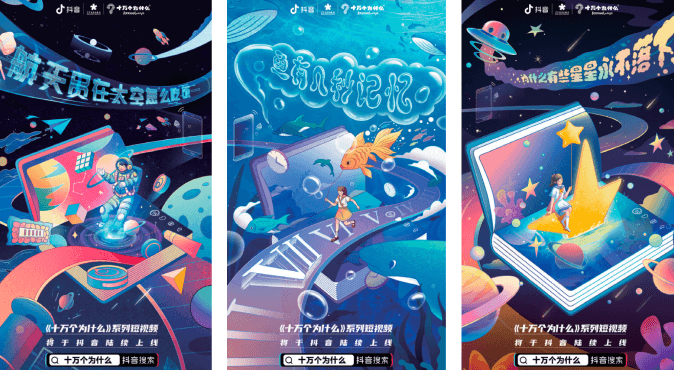 抖音 十万个为什么
航天员在太空怎么吃饭
《十万个为什么》系列短视频
将于抖音陆续上线
十万个为什么 抖音搜索
抖音 十万个为什么
鱼有几秒记忆
《十万个为什么》系列短视频
将于抖音陆续上线
十万个为什么 抖音搜索
抖音 十万个为什么
为什么有些星星永不落下
《十万个为什么》系列短视频
将于抖音陆续上线
十万个为什么 抖音搜索